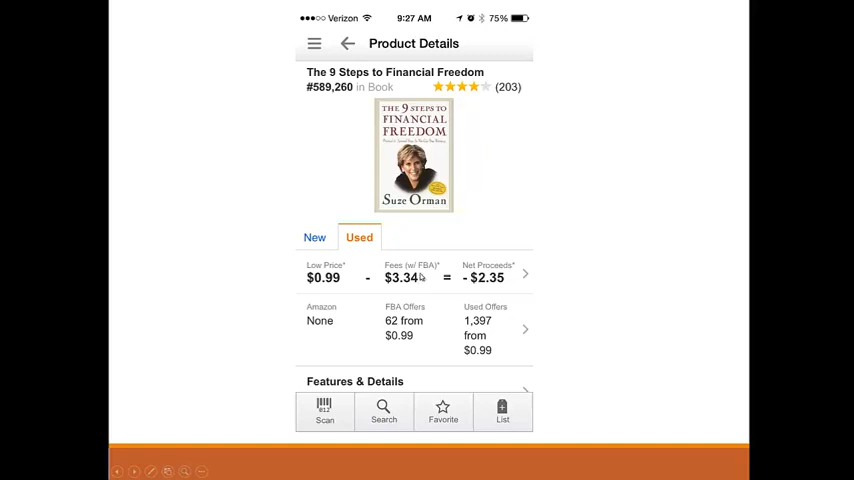 Verizon 9:27 AM 75%
Product Details
The 9 Steps to Financial Freedom
#589,260 in Book (203)
THE 9 STEPS TO
FINANCIAL
FREEDOM
Suze Orman
New Used
Low Price* Fees (w/ FBA)* Net Proceeds*
$0.99 - $3.34 = - $2.35
Amazon FBA Offers Used Offers
None 62 from 1,397
$0.99 from
$0.99
Features & Details
Scan Search Favorite List